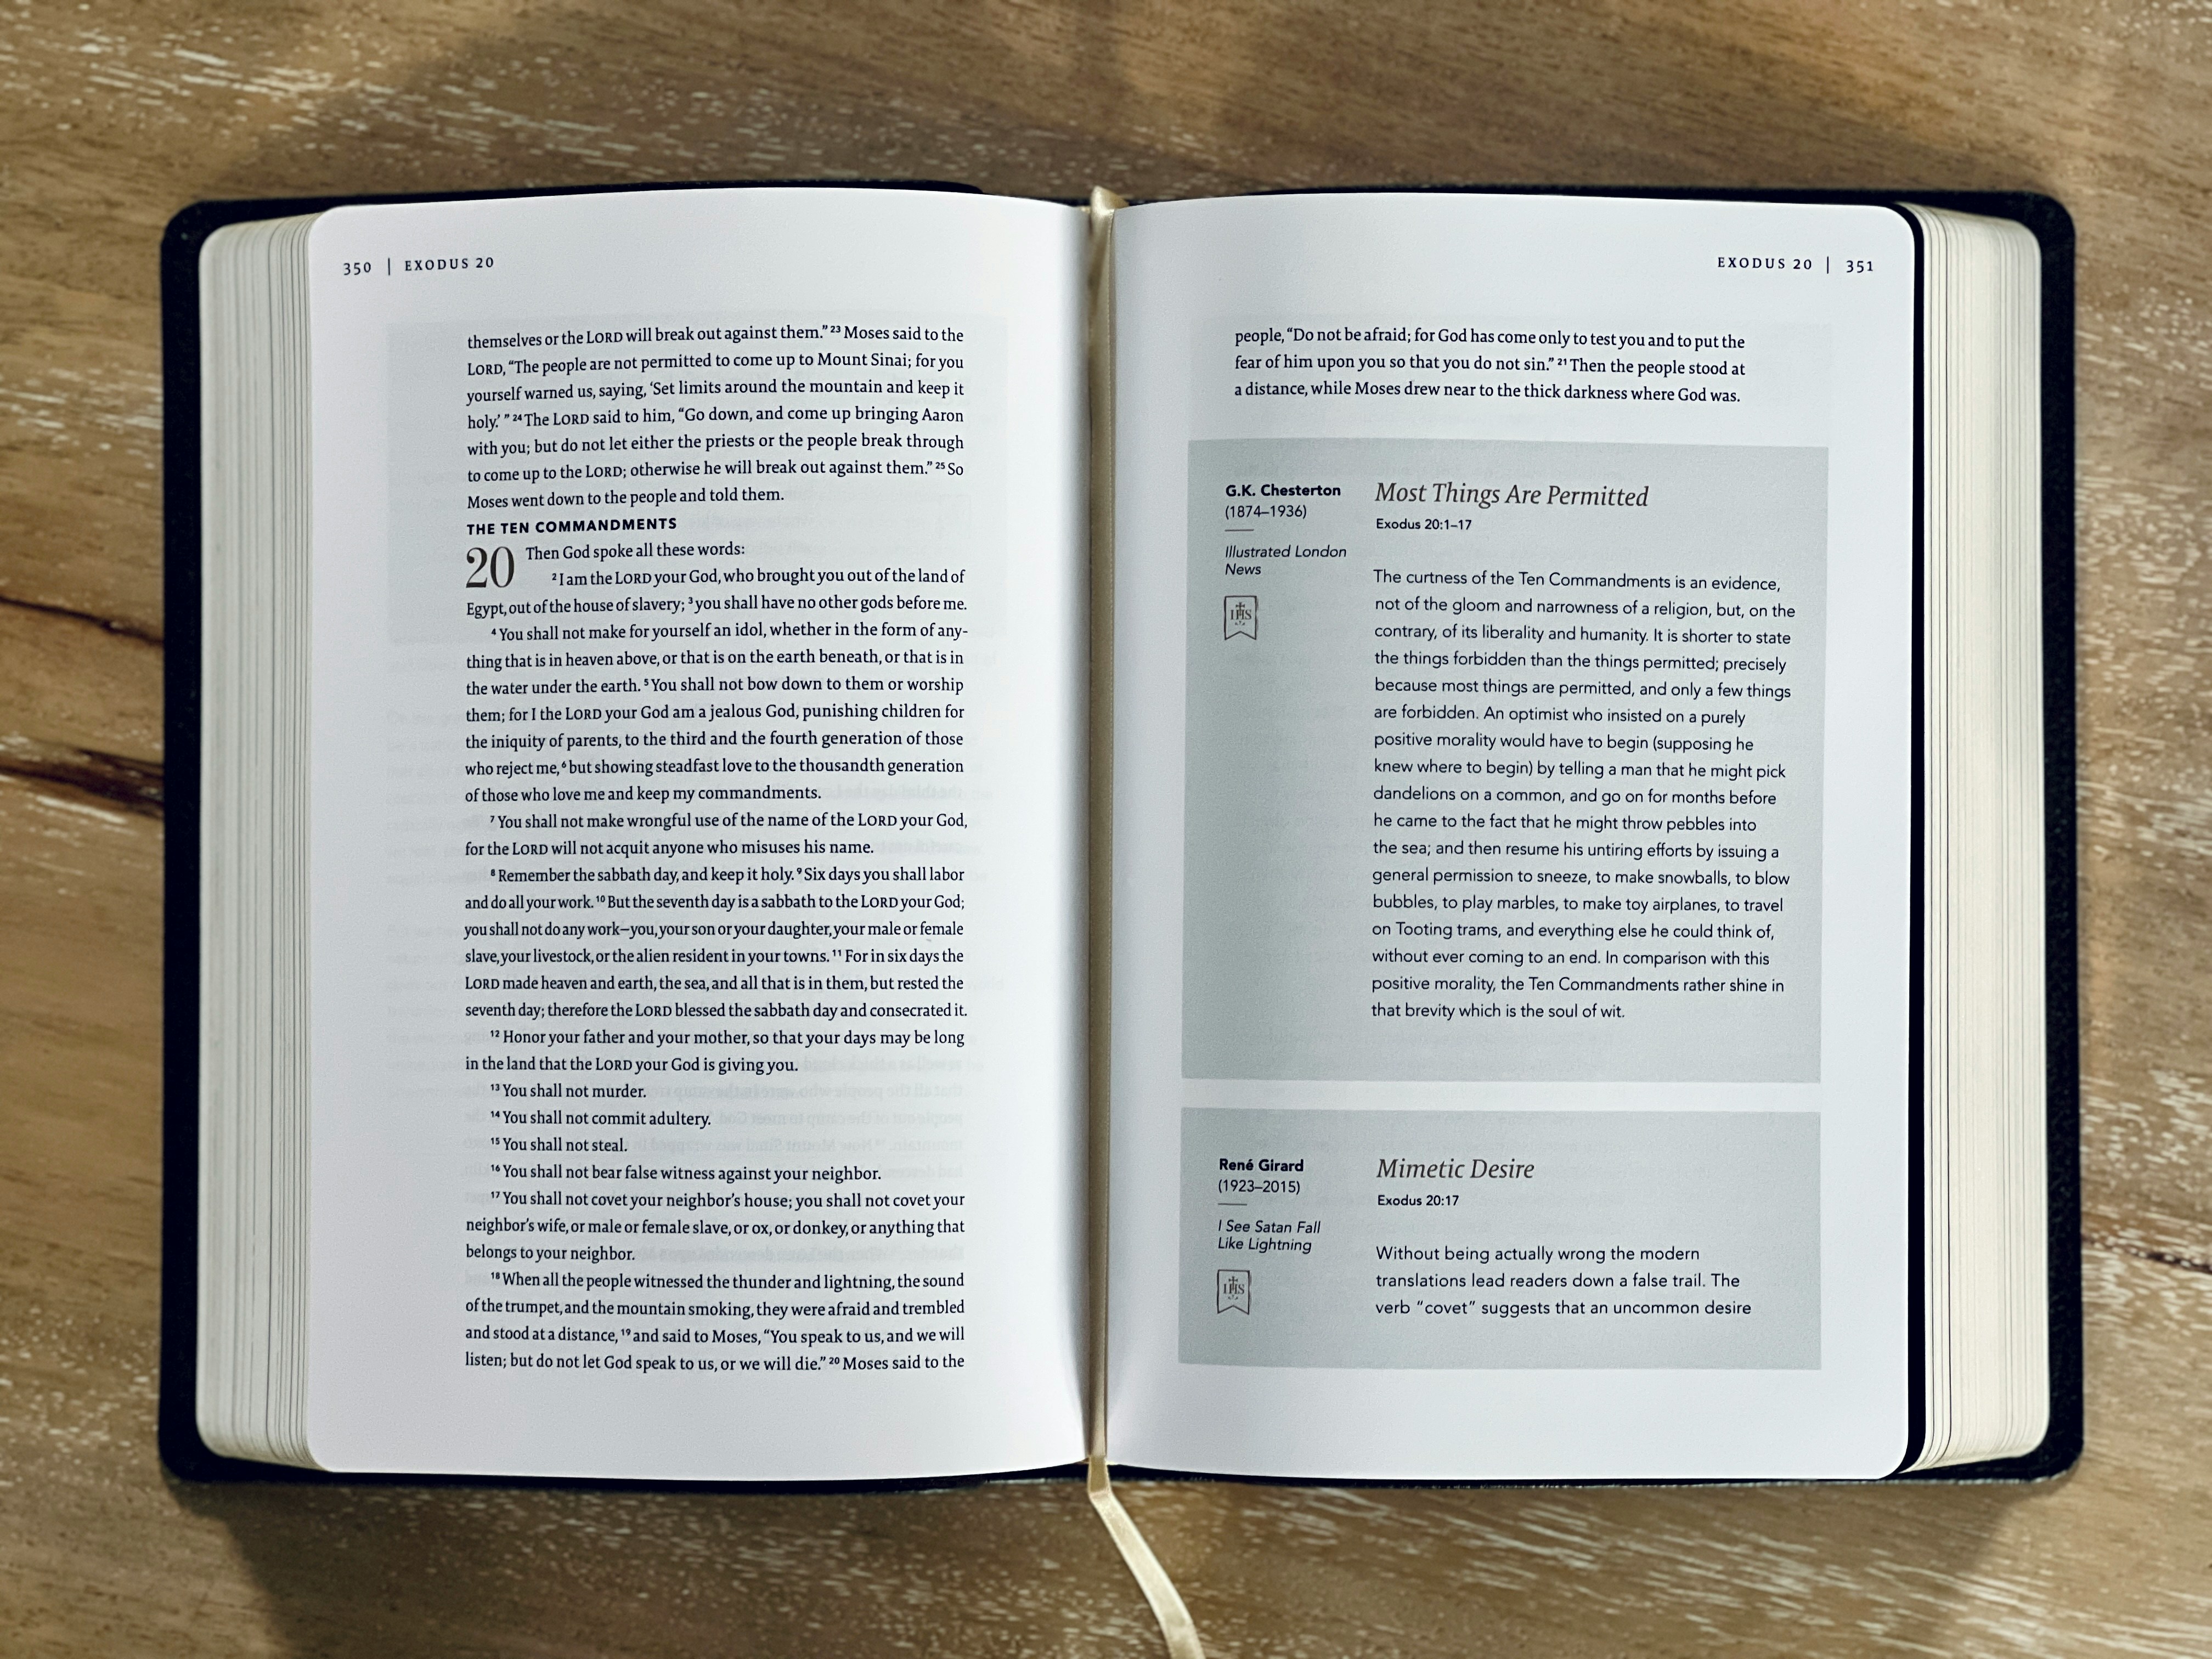 350 | EXODUS 20
themselves or the LORD will break out against them.” 23 Moses said to the
LORD, “The people are not permitted to come up to Mount Sinai; for you
yourself warned us, saying, ‘Set limits around the mountain and keep it
holy.’ ” 24 The LORD said to him, “Go down, and come up bringing Aaron
with you; but do not let either the priests or the people break through
to come up to the LORD; otherwise he will break out against them.” 25 So
Moses went down to the people and told them.
THE TEN COMMANDMENTS
20 Then God spoke all these words:
2 I am the LORD your God, who brought you out of the land of
Egypt, out of the house of slavery; 3 you shall have no other gods before me.
4 You shall not make for yourself an idol, whether in the form of any-
thing that is in heaven above, or that is on the earth beneath, or that is in
the water under the earth. 5 You shall not bow down to them or worship
them; for I the LORD your God am a jealous God, punishing children for
the iniquity of parents, to the third and the fourth generation of those
who reject me, 6 but showing steadfast love to the thousandth generation
of those who love me and keep my commandments.
7 You shall not make wrongful use of the name of the LORD your God,
for the LORD will not acquit anyone who misuses his name.
8 Remember the sabbath day, and keep it holy. 9 Six days you shall labor
and do all your work. 10 But the seventh day is a sabbath to the LORD your God;
you shall not do any work—you, your son or your daughter, your male or female
slave, your livestock, or the alien resident in your towns. 11 For in six days the
LORD made heaven and earth, the sea, and all that is in them, but rested the
seventh day; therefore the LORD blessed the sabbath day and consecrated it.
12 Honor your father and your mother, so that your days may be long
in the land that the LORD your God is giving you.
13 You shall not murder.
14 You shall not commit adultery.
15 You shall not steal.
16 You shall not bear false witness against your neighbor.
17 You shall not covet your neighbor’s house; you shall not covet your
neighbor’s wife, or male or female slave, or ox, or donkey, or anything that
belongs to your neighbor.
18 When all the people witnessed the thunder and lightning, the sound
of the trumpet, and the mountain smoking, they were afraid and trembled
and stood at a distance, 19 and said to Moses, “You speak to us, and we will
listen; but do not let God speak to us, or we will die.” 20 Moses said to the
EXODUS 20 | 351
people, “Do not be afraid; for God has come only to test you and to put the
fear of him upon you so that you do not sin.” 21 Then the people stood at
a distance, while Moses drew near to the thick darkness where God was.
G.K. Chesterton
(1874–1936)
Illustrated London
News
IHS
Most Things Are Permitted
Exodus 20:1–17
The curtness of the Ten Commandments is an evidence,
not of the gloom and narrowness of a religion, but, on the
contrary, of its liberality and humanity. It is shorter to state
the things forbidden than the things permitted; precisely
because most things are permitted, and only a few things
are forbidden. An optimist who insisted on a purely
positive morality would have to begin (supposing he
knew where to begin) by telling a man that he might pick
dandelions on a common, and go on for months before
he came to the fact that he might throw pebbles into
the sea; and then resume his untiring efforts by issuing a
general permission to sneeze, to make snowballs, to blow
bubbles, to play marbles, to make toy airplanes, to travel
on Tooting trams, and everything else he could think of,
without ever coming to an end. In comparison with this
positive morality, the Ten Commandments rather shine in
that brevity which is the soul of wit.
René Girard
(1923–2015)
I See Satan Fall
Like Lightning
IHS
Mimetic Desire
Exodus 20:17
Without being actually wrong the modern
translations lead readers down a false trail. The
verb “covet” suggests that an uncommon desire